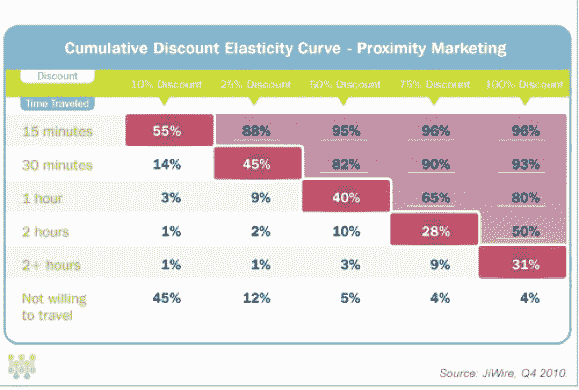 Cumulative Discount Elasticity Curve - Proximity Marketing
Discount
10% Discount 25% Discount 50% Discount 75% Discount 100% Discount
Time Traveled
15 minutes 55% 88% 95% 96% 96%
30 minutes 14% 45% 82% 90% 93%
1 hour 3% 9% 40% 65% 80%
2 hours 1% 2% 10% 28% 50%
2+ hours 1% 1% 3% 9% 31%
Not willing 45% 12% 5% 4% 4%
to travel
Source: JiWire, Q4 2010.